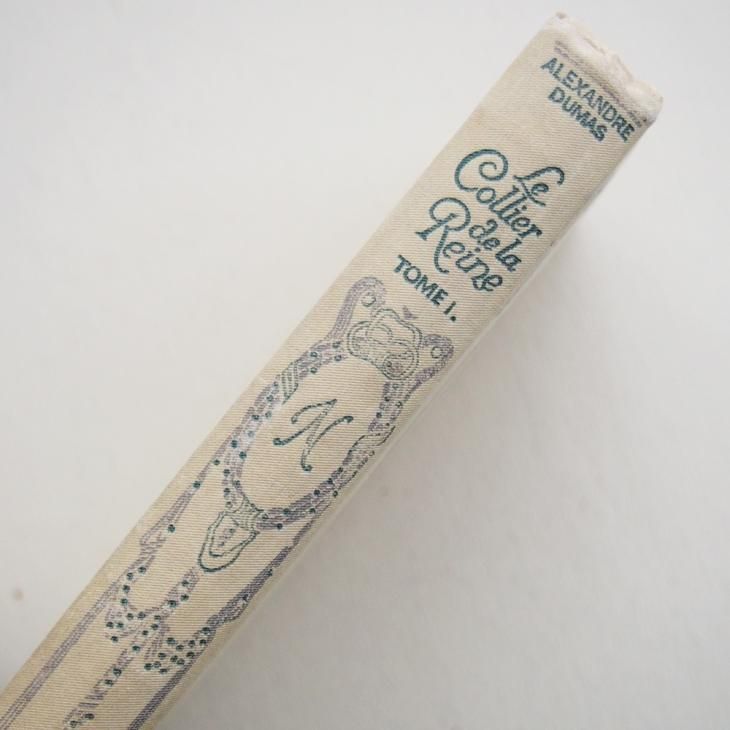 ALEXANDRE
DUMAS
Le
Collier
de la
Reine
TOME I.
N